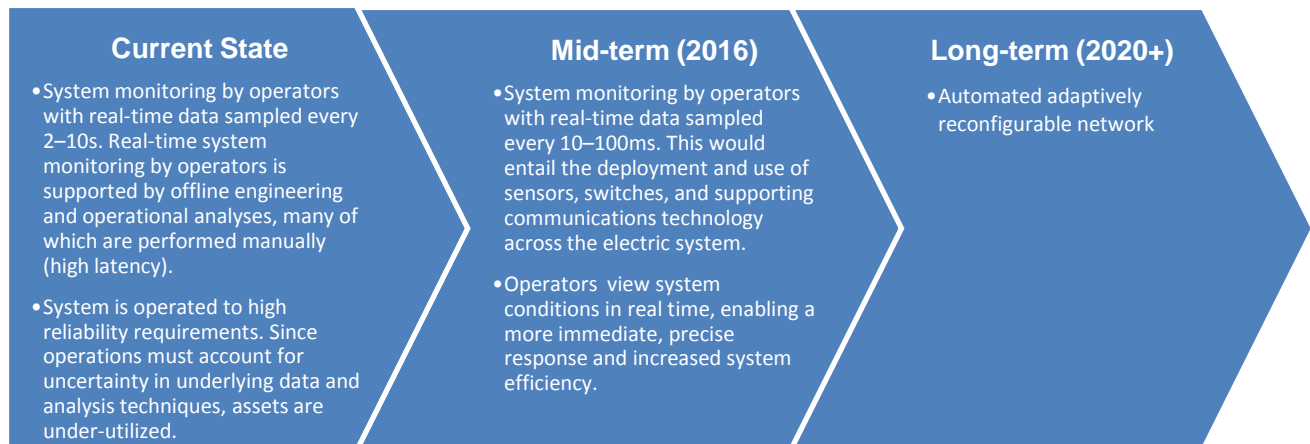 Current State
•System monitoring by operators
with real-time data sampled every
2–10s. Real-time system
monitoring by operators is
supported by offline engineering
and operational analyses, many of
which are performed manually
(high latency).
•System is operated to high
reliability requirements. Since
operations must account for
uncertainty in underlying data and
analysis techniques, assets are
under-utilized.
Mid-term (2016)
•System monitoring by operators
with real-time data sampled
every 10–100ms. This would
entail the deployment and use of
sensors, switches, and supporting
communications technology
across the electric system.
•Operators  view system
conditions in real time, enabling a
more immediate, precise
response and increased system
efficiency.
Long-term (2020+)
•Automated adaptively
reconfigurable network